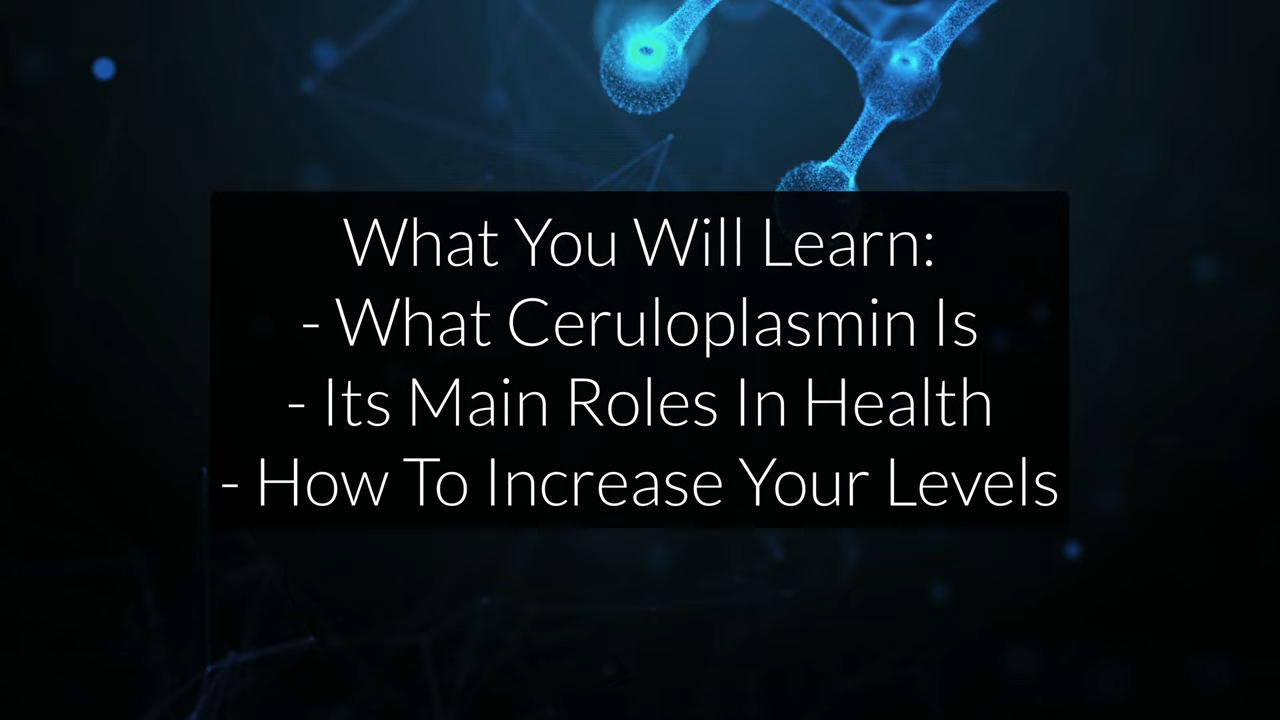 What You Will Learn:
- What Ceruloplasmin Is
- Its Main Roles In Health
- How To Increase Your Levels